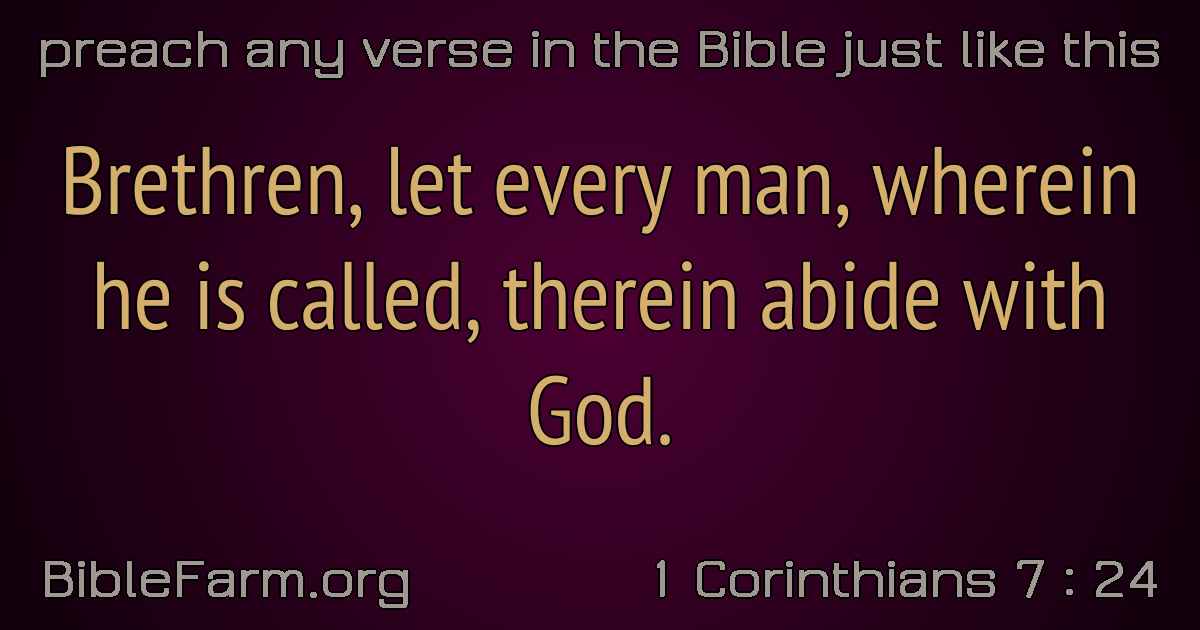 preach any verse in the Bible just like this
Brethren, let every man, wherein
he is called, therein abide with
God.
BibleFarm.org
1 Corinthians 7 : 24